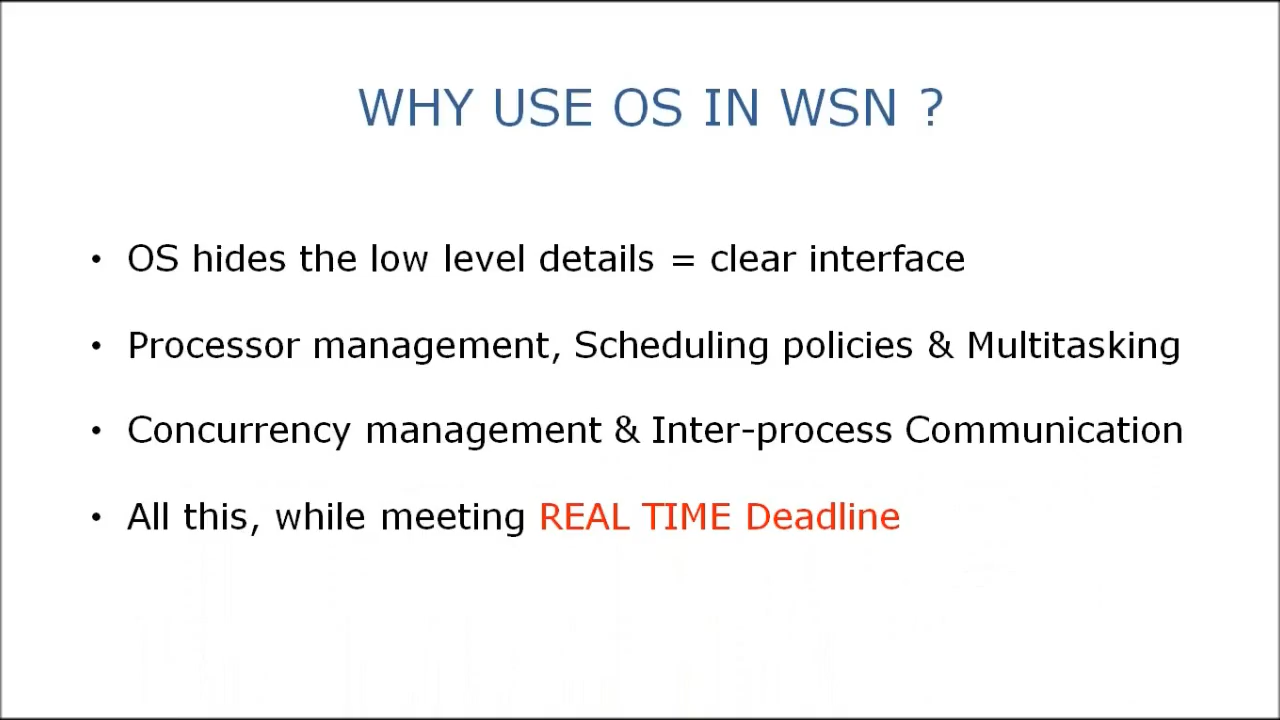 WHY USE OS IN WSN ?
• OS hides the low level details = clear interface
• Processor management, Scheduling policies & Multitasking
• Concurrency management & Inter-process Communication
• All this, while meeting REAL TIME Deadline